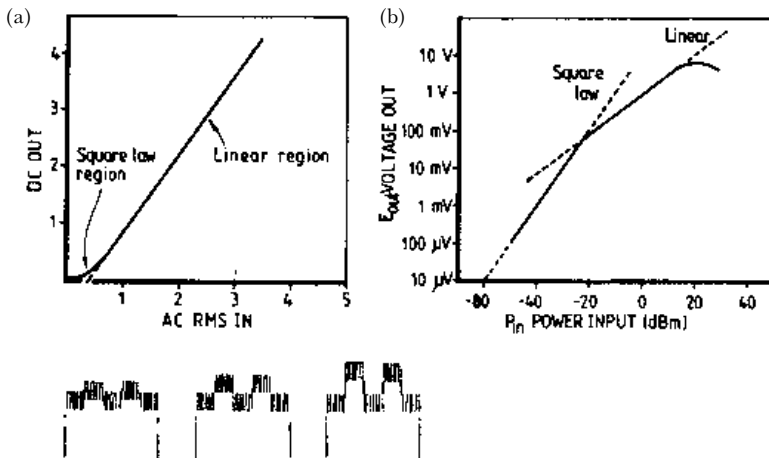 (a)
4
3
2
1
0
DC OUT
Square law
region
Linear region
1
2
3
4
5
AC RMS IN
(b)
10 V
1 V
100 mV
10 mV
1 mV
100 µV
10 µV
E out VOLTAGE OUT
Linear
Square
law
-80
-40
-20
0
20
40
Pin POWER INPUT (dBm)